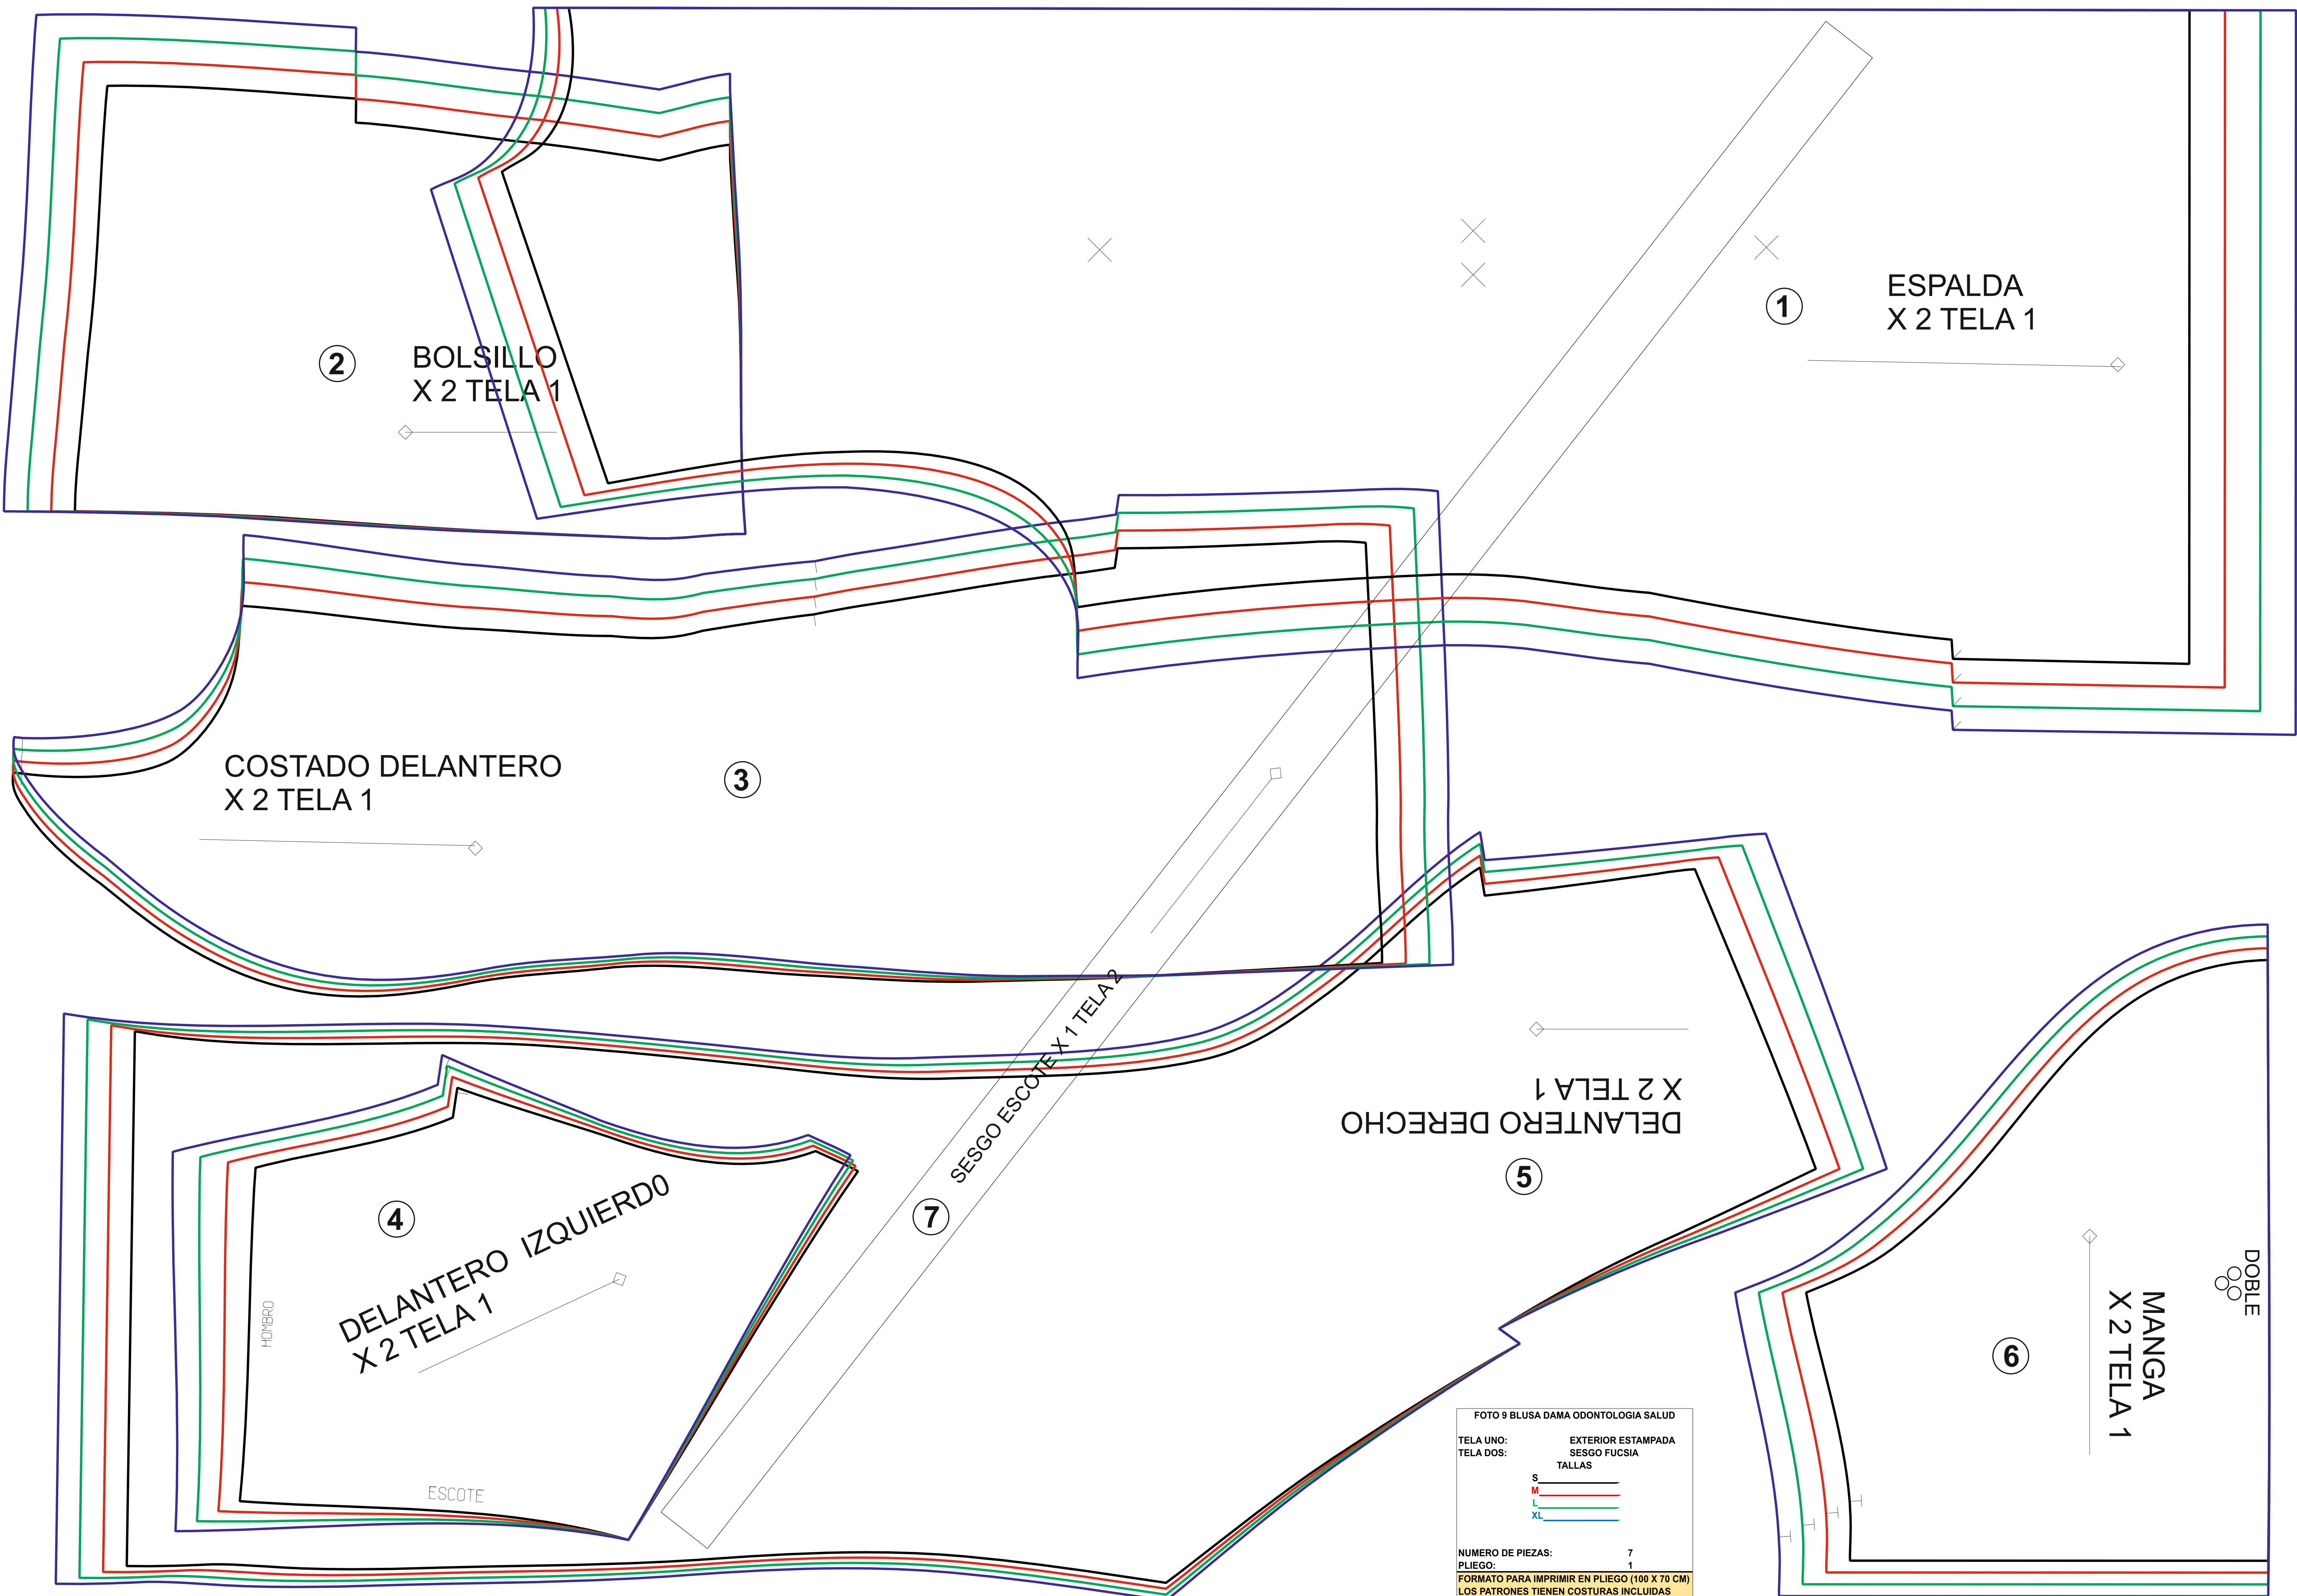 1
ESPALDA
X 2 TELA 1
2
BOLSILLO
X 2 TELA 1
COSTADO DELANTERO
X 2 TELA 1
3
SESGO ESCOTE X 1 TELA 2
7
X 2 TELA 1
DELANTERO DERECHO
5
4
DELANTERO IZQUIERD0
X 2 TELA 1
HOMBRO
ESCOTE
DOBLE
MANGA
X 2 TELA 1
6
FOTO 9 BLUSA DAMA ODONTOLOGIA SALUD
TELA UNO: EXTERIOR ESTAMPADA
TELA DOS: SESGO FUCSIA
TALLAS
S
M
L
XL
NUMERO DE PIEZAS: 7
PLIEGO: 1
FORMATO PARA IMPRIMIR EN PLIEGO (100 X 70 CM)
LOS PATRONES TIENEN COSTURAS INCLUIDAS